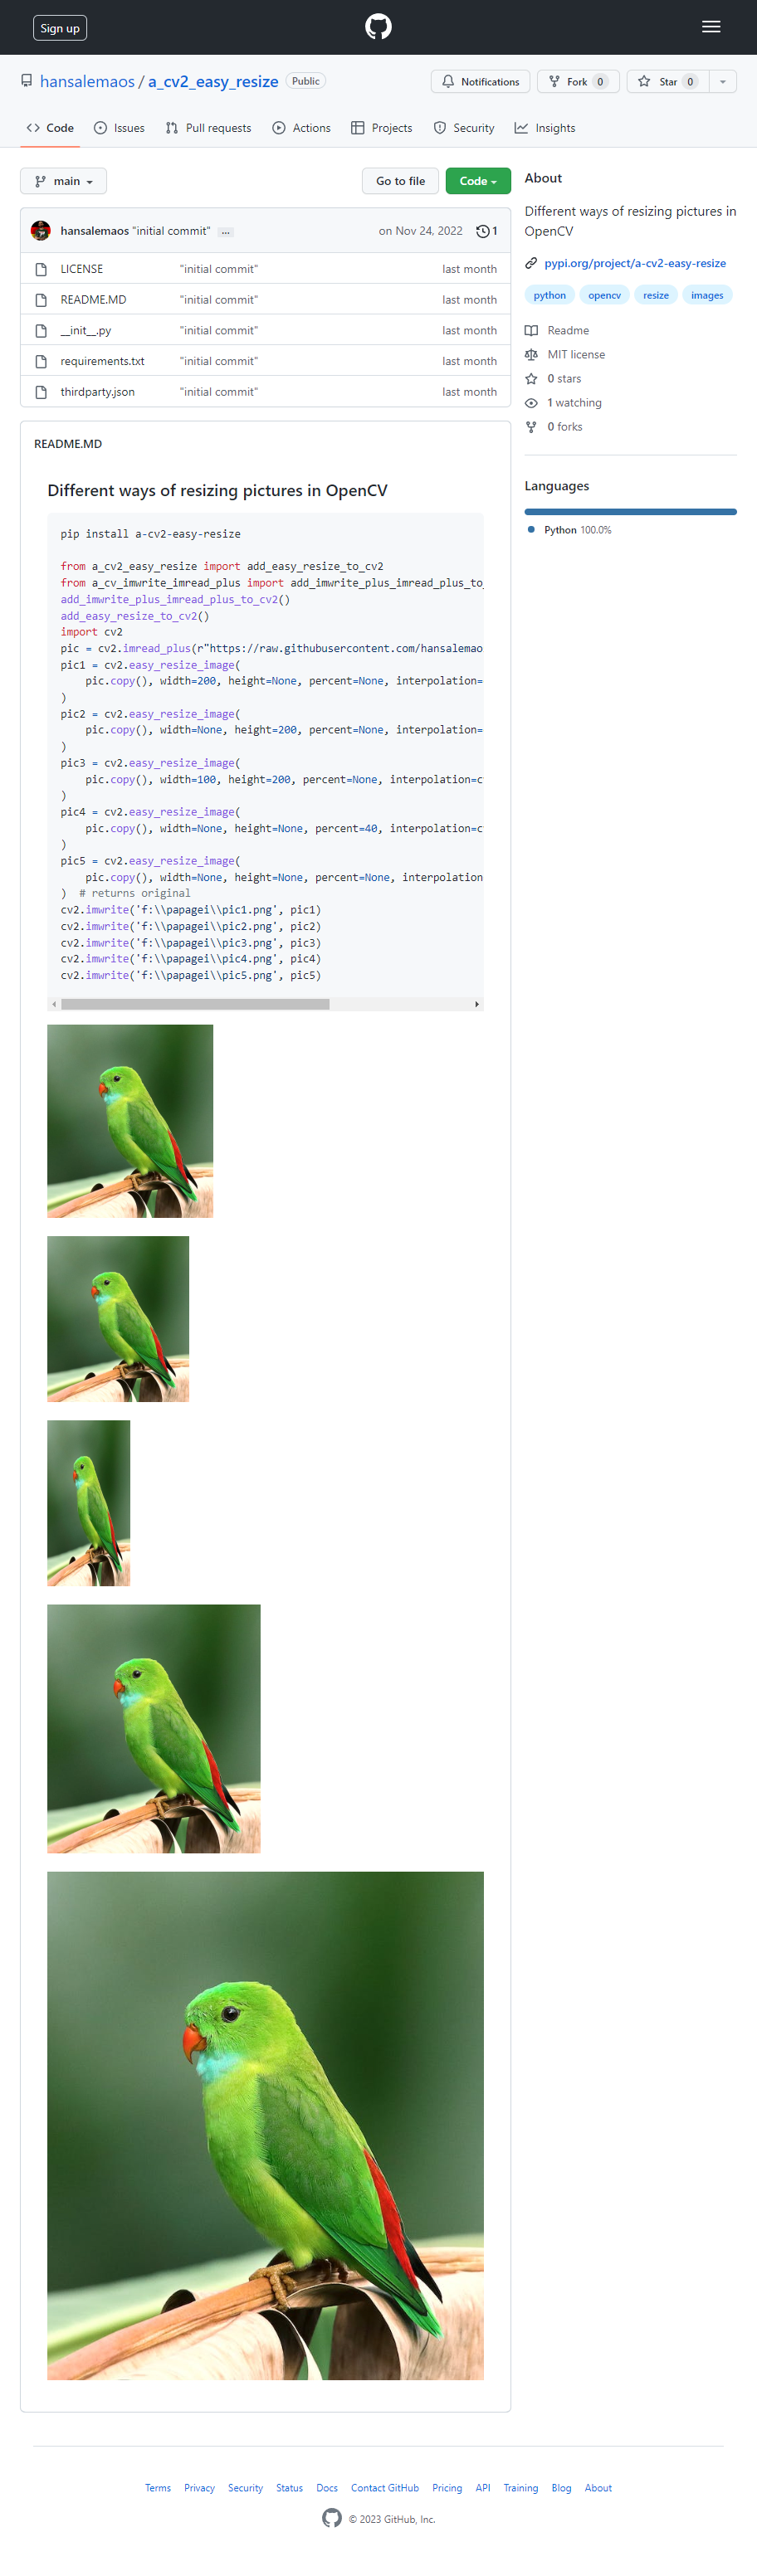 Sign up
hansalemaos / a_cv2_easy_resize Public
Notifications Fork 0 Star 0
Code Issues Pull requests Actions Projects Security Insights
main Go to file Code
hansalemaos "initial commit" ... on Nov 24, 2022 1
LICENSE "initial commit" last month
README.MD "initial commit" last month
__init__.py "initial commit" last month
requirements.txt "initial commit" last month
thirdparty.json "initial commit" last month
About
Different ways of resizing pictures in
OpenCV
pypi.org/project/a-cv2-easy-resize
python opencv resize images
Readme
MIT license
0 stars
1 watching
0 forks
Languages
Python 100.0%
README.MD
Different ways of resizing pictures in OpenCV
pip install a-cv2-easy-resize
from a_cv2_easy_resize import add_easy_resize_to_cv2
from a_cv_imwrite_imread_plus import add_imwrite_plus_imread_plus_to_
add_imwrite_plus_imread_plus_to_cv2()
add_easy_resize_to_cv2()
import cv2
pic = cv2.imread_plus(r"https://raw.githubusercontent.com/hansalemao
pic1 = cv2.easy_resize_image(
    pic.copy(), width=200, height=None, percent=None, interpolation=
)
pic2 = cv2.easy_resize_image(
    pic.copy(), width=None, height=200, percent=None, interpolation=
)
pic3 = cv2.easy_resize_image(
    pic.copy(), width=100, height=200, percent=None, interpolation=c
)
pic4 = cv2.easy_resize_image(
    pic.copy(), width=None, height=None, percent=40, interpolation=c
)
pic5 = cv2.easy_resize_image(
    pic.copy(), width=None, height=None, percent=None, interpolation
)  # returns original
cv2.imwrite('f:\\papagei\\pic1.png', pic1)
cv2.imwrite('f:\\papagei\\pic2.png', pic2)
cv2.imwrite('f:\\papagei\\pic3.png', pic3)
cv2.imwrite('f:\\papagei\\pic4.png', pic4)
cv2.imwrite('f:\\papagei\\pic5.png', pic5)
Terms Privacy Security Status Docs Contact GitHub Pricing API Training Blog About
© 2023 GitHub, Inc.